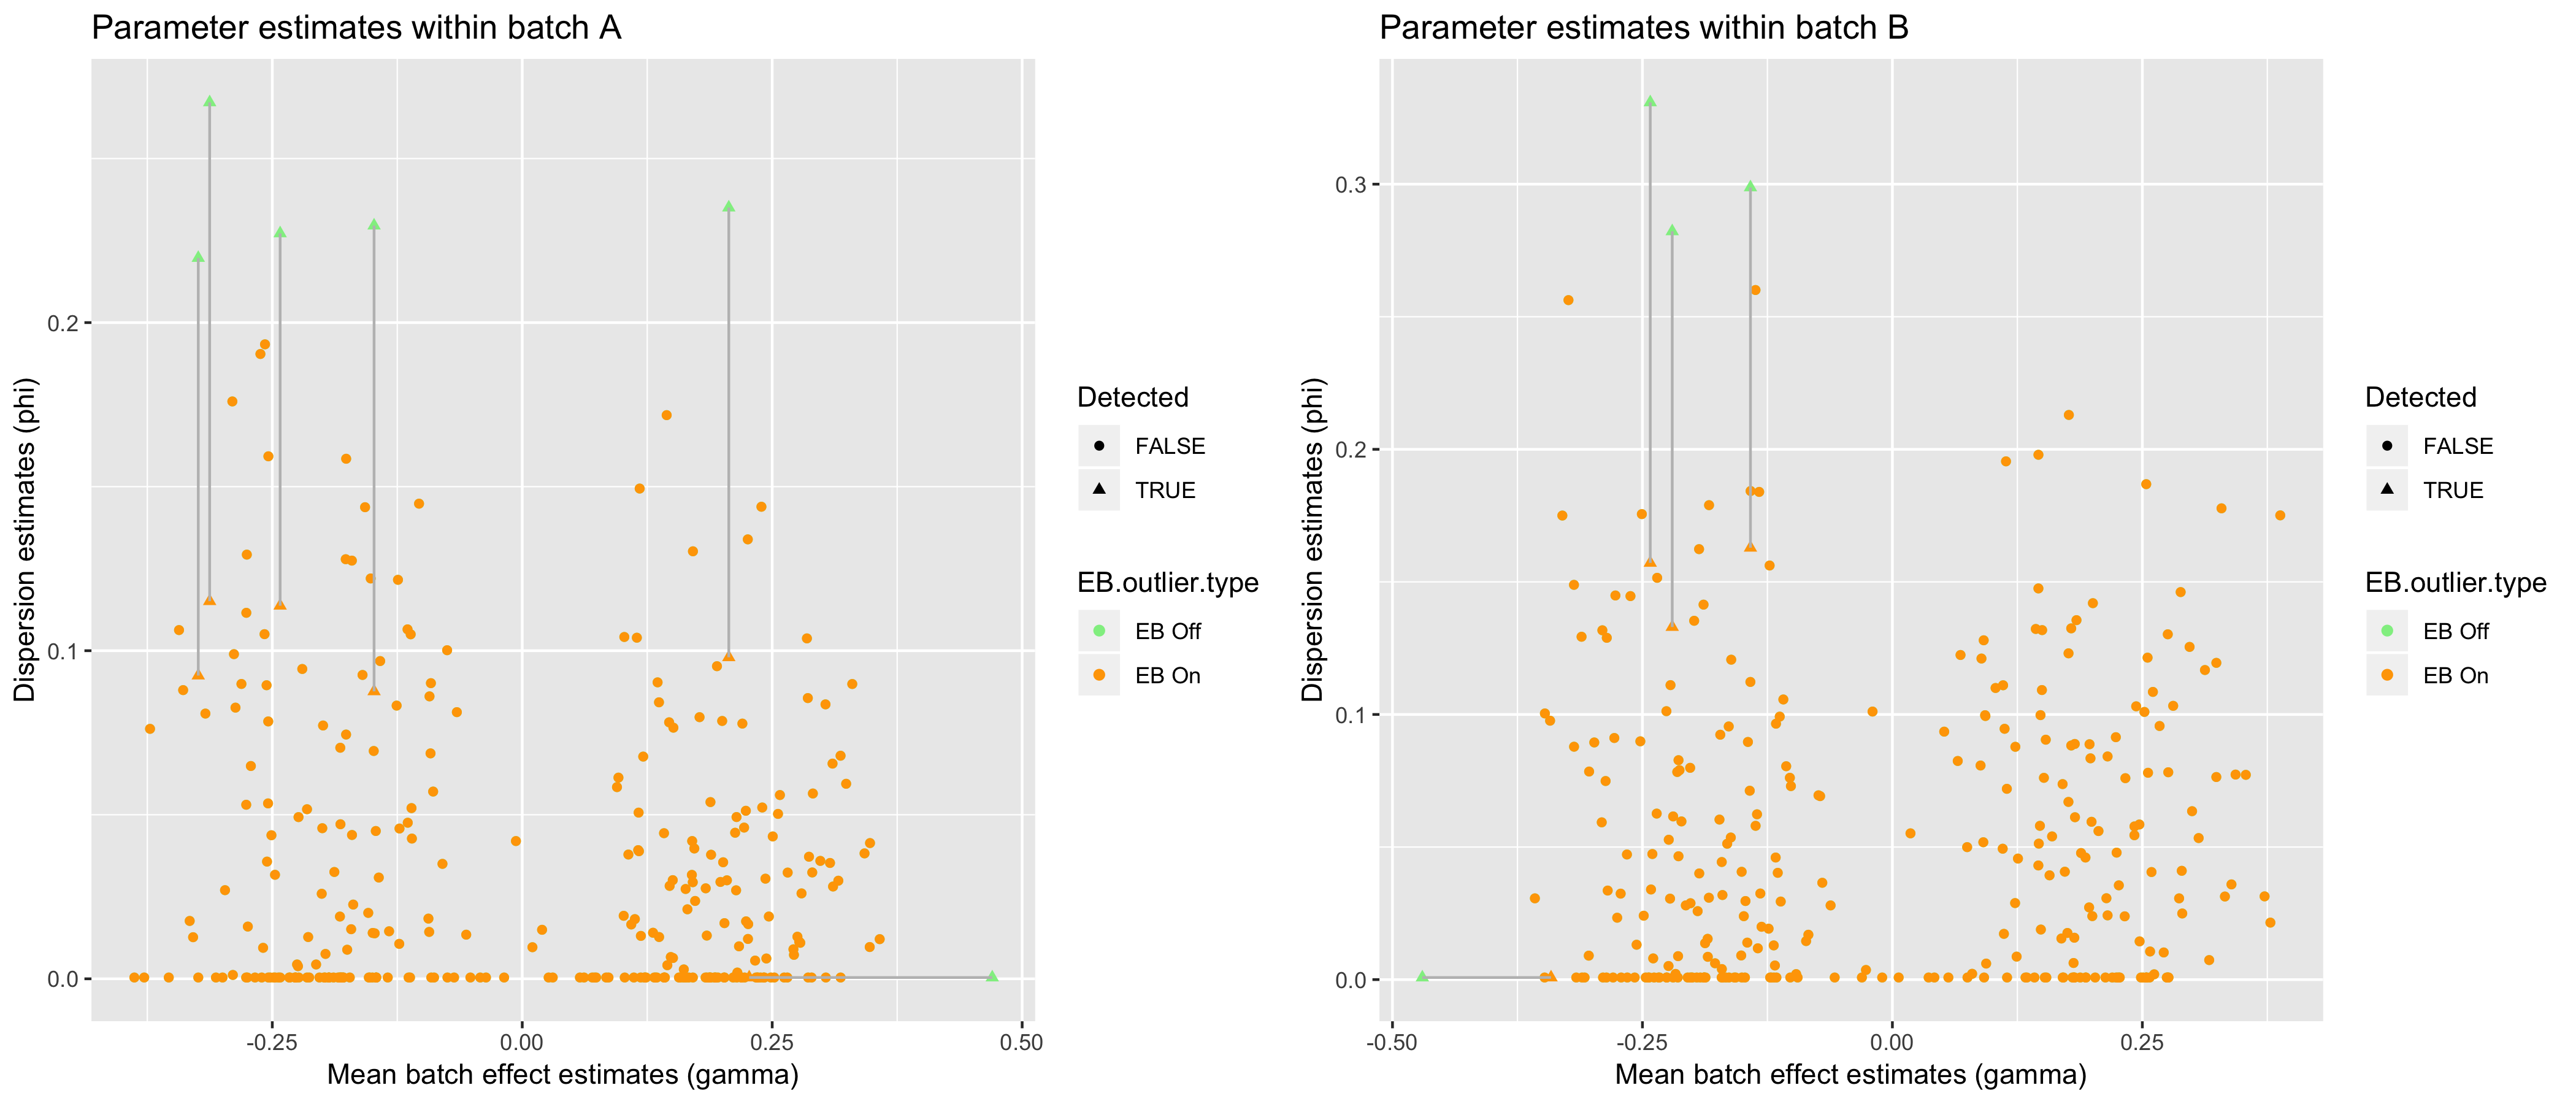 Parameter estimates within batch A
Dispersion estimates (phi)
0.2
0.1
0.0
-0.25
0.00
0.25
0.50
Mean batch effect estimates (gamma)
Detected
FALSE
TRUE
EB.outlier.type
EB Off
EB On
Parameter estimates within batch B
Dispersion estimates (phi)
0.3
0.2
0.1
0.0
-0.50
-0.25
0.00
0.25
Mean batch effect estimates (gamma)
Detected
FALSE
TRUE
EB.outlier.type
EB Off
EB On